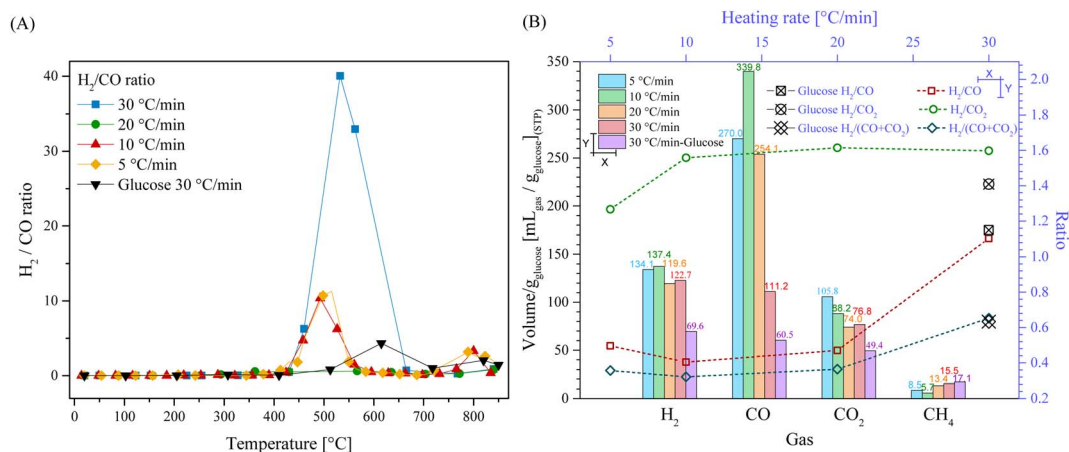 (A)
H2/CO ratio
30 °C/min
20 °C/min
10 °C/min
5 °C/min
Glucose 30 °C/min
40
30
20
10
0
H2 / CO ratio
0 100 200 300 400 500 600 700 800
Temperature [°C]
(B)
Heating rate [°C/min]
5 10 15 20 25 30
5 °C/min
10 °C/min
20 °C/min
30 °C/min
30 °C/min-Glucose
Glucose H2/CO
Glucose H2/CO2
Glucose H2/(CO+CO2)
H2/CO
H2/CO2
H2/(CO+CO2)
X
Y
Y
X
350
300
250
200
150
100
50
0
Volume/gglucose [mLgas / gglucose](STP)
134.1
137.4
119.6
122.7
69.6
270.0
339.8
254.1
111.2
60.5
105.8
88.2
74.0
76.8
49.4
8.5
5.7
13.4
15.5
17.1
2.0
1.8
1.6
1.4
1.2
1.0
0.8
0.6
0.4
0.2
Ratio
H2 CO CO2 CH4
Gas